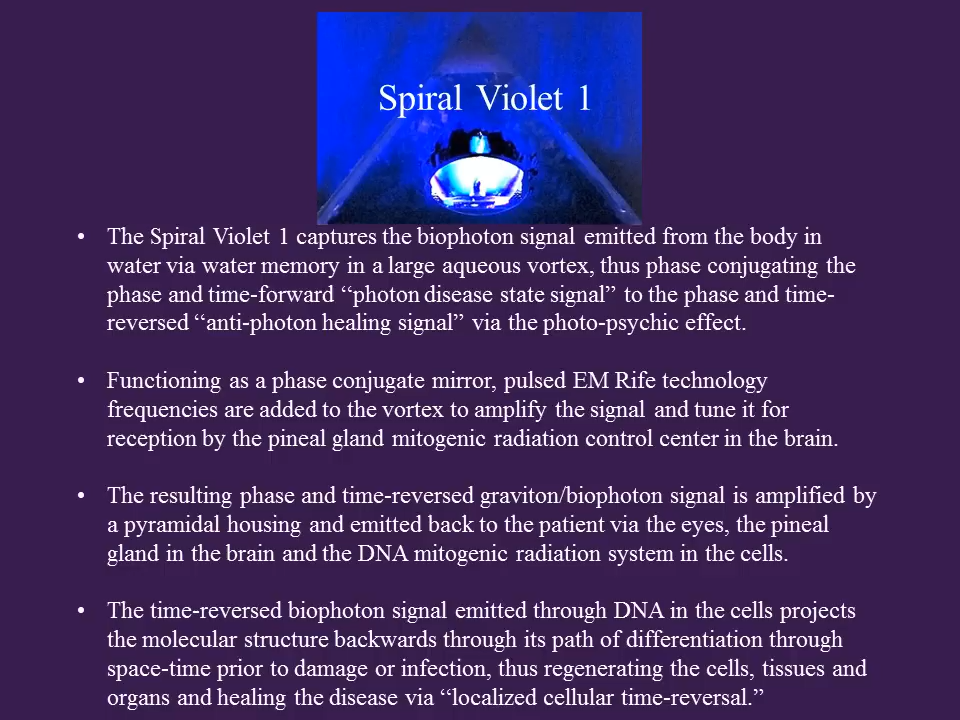 Spiral Violet 1
• The Spiral Violet 1 captures the biophoton signal emitted from the body in
water via water memory in a large aqueous vortex, thus phase conjugating the
phase and time-forward “photon disease state signal” to the phase and time-
reversed “anti-photon healing signal” via the photo-psychic effect.
• Functioning as a phase conjugate mirror, pulsed EM Rife technology
frequencies are added to the vortex to amplify the signal and tune it for
reception by the pineal gland mitogenic radiation control center in the brain.
• The resulting phase and time-reversed graviton/biophoton signal is amplified by
a pyramidal housing and emitted back to the patient via the eyes, the pineal
gland in the brain and the DNA mitogenic radiation system in the cells.
• The time-reversed biophoton signal emitted through DNA in the cells projects
the molecular structure backwards through its path of differentiation through
space-time prior to damage or infection, thus regenerating the cells, tissues and
organs and healing the disease via “localized cellular time-reversal.”